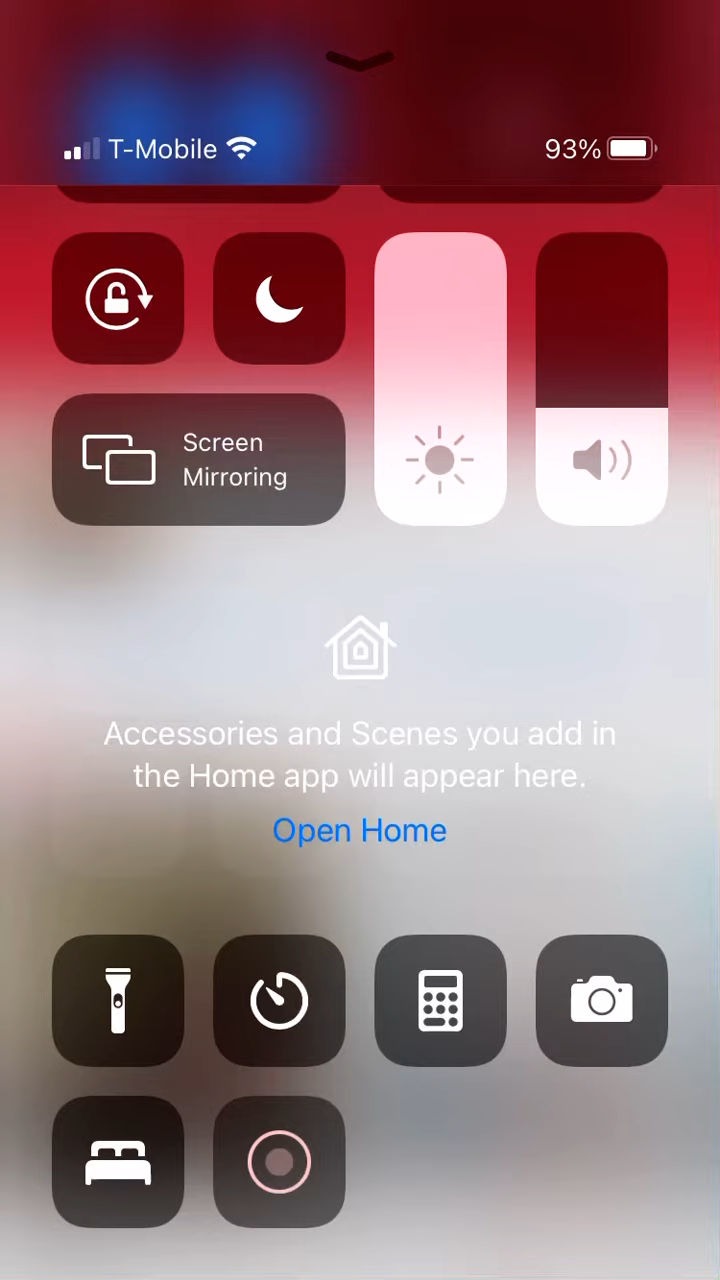 T-Mobile 93%
Screen
Mirroring
Accessories and Scenes you add in
the Home app will appear here.
Open Home